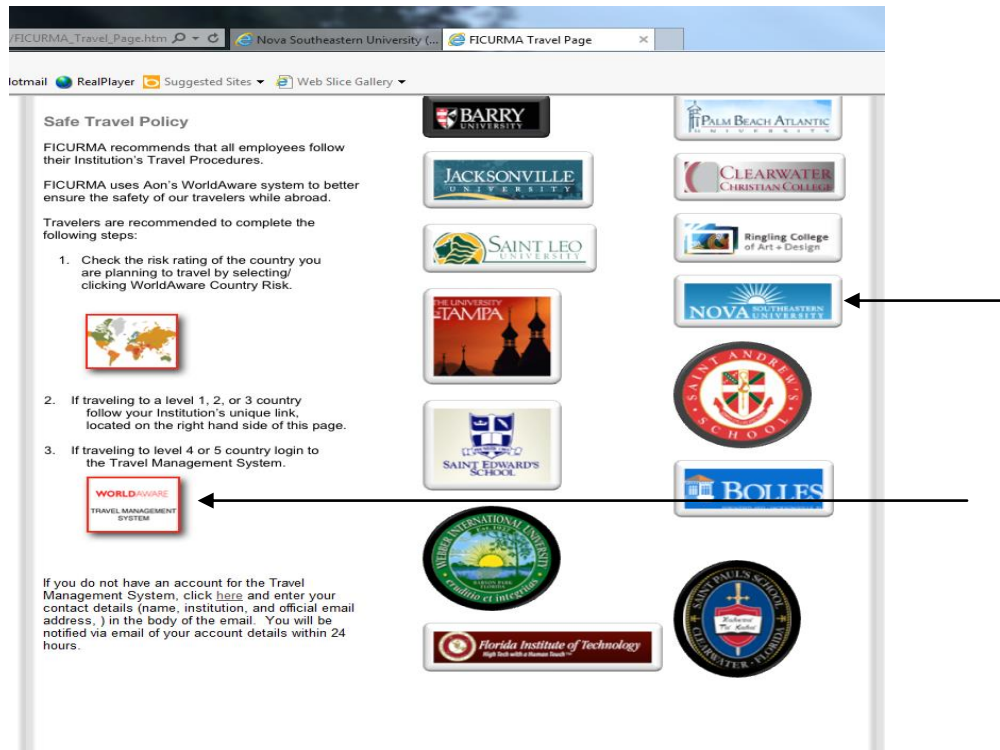 /FICURMA_Travel_Page.htm
Nova Southeastern University (...
FICURMA Travel Page
lotmail
RealPlayer
Suggested Sites
Web Slice Gallery
Safe Travel Policy
FICURMA recommends that all employees follow
their Institution's Travel Procedures.
FICURMA uses Aon's WorldAware system to better
ensure the safety of our travelers while abroad.
Travelers are recommended to complete the
following steps:
1. Check the risk rating of the country you
are planning to travel by selecting/
clicking WorldAware Country Risk.
2. If traveling to a level 1, 2, or 3 country
follow your Institution's unique link,
located on the right hand side of this page.
3. If traveling to level 4 or 5 country login to
the Travel Management System.
WORLDAWARE
TRAVEL MANAGEMENT
SYSTEM
If you do not have an account for the Travel
Management System, click here and enter your
contact details (name, institution, and official email
address, ) in the body of the email. You will be
notified via email of your account details within 24
hours.
BARRY
UNIVERSITY
JACKSONVILLE
UNIVERSITY
SAINT LEO
UNIVERSITY
THE UNIVERSITY
TAMPA
SAINT EDWARD'S
SCHOOL
WEBBER INTERNATIONAL UNIVERSITY
Est. 1927
BABSON PARK
FLORIDA
eruditio et integritas
Florida Institute of Technology
High Tech with a Human Touch™
PALM BEACH ATLANTIC
UNIVERSITY
CLEARWATER
CHRISTIAN COLLEGE
Ringling College
of Art + Design
NOVA SOUTHEASTERN
UNIVERSITY
SAINT ANDREW'S
SCHOOL
BOLLES
SAINT PAUL'S SCHOOL
CLEARWATER · FLORIDA